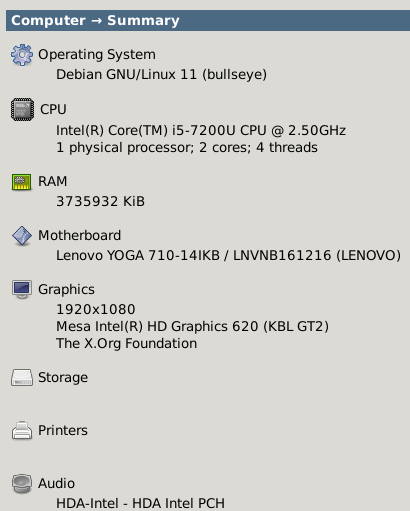 Computer → Summary
Operating System
Debian GNU/Linux 11 (bullseye)
CPU
Intel(R) Core(TM) i5-7200U CPU @ 2.50GHz
1 physical processor; 2 cores; 4 threads
RAM
3735932 KiB
Motherboard
Lenovo YOGA 710-14IKB / LNVNB161216 (LENOVO)
Graphics
1920x1080
Mesa Intel(R) HD Graphics 620 (KBL GT2)
The X.Org Foundation
Storage
Printers
Audio
HDA-Intel - HDA Intel PCH